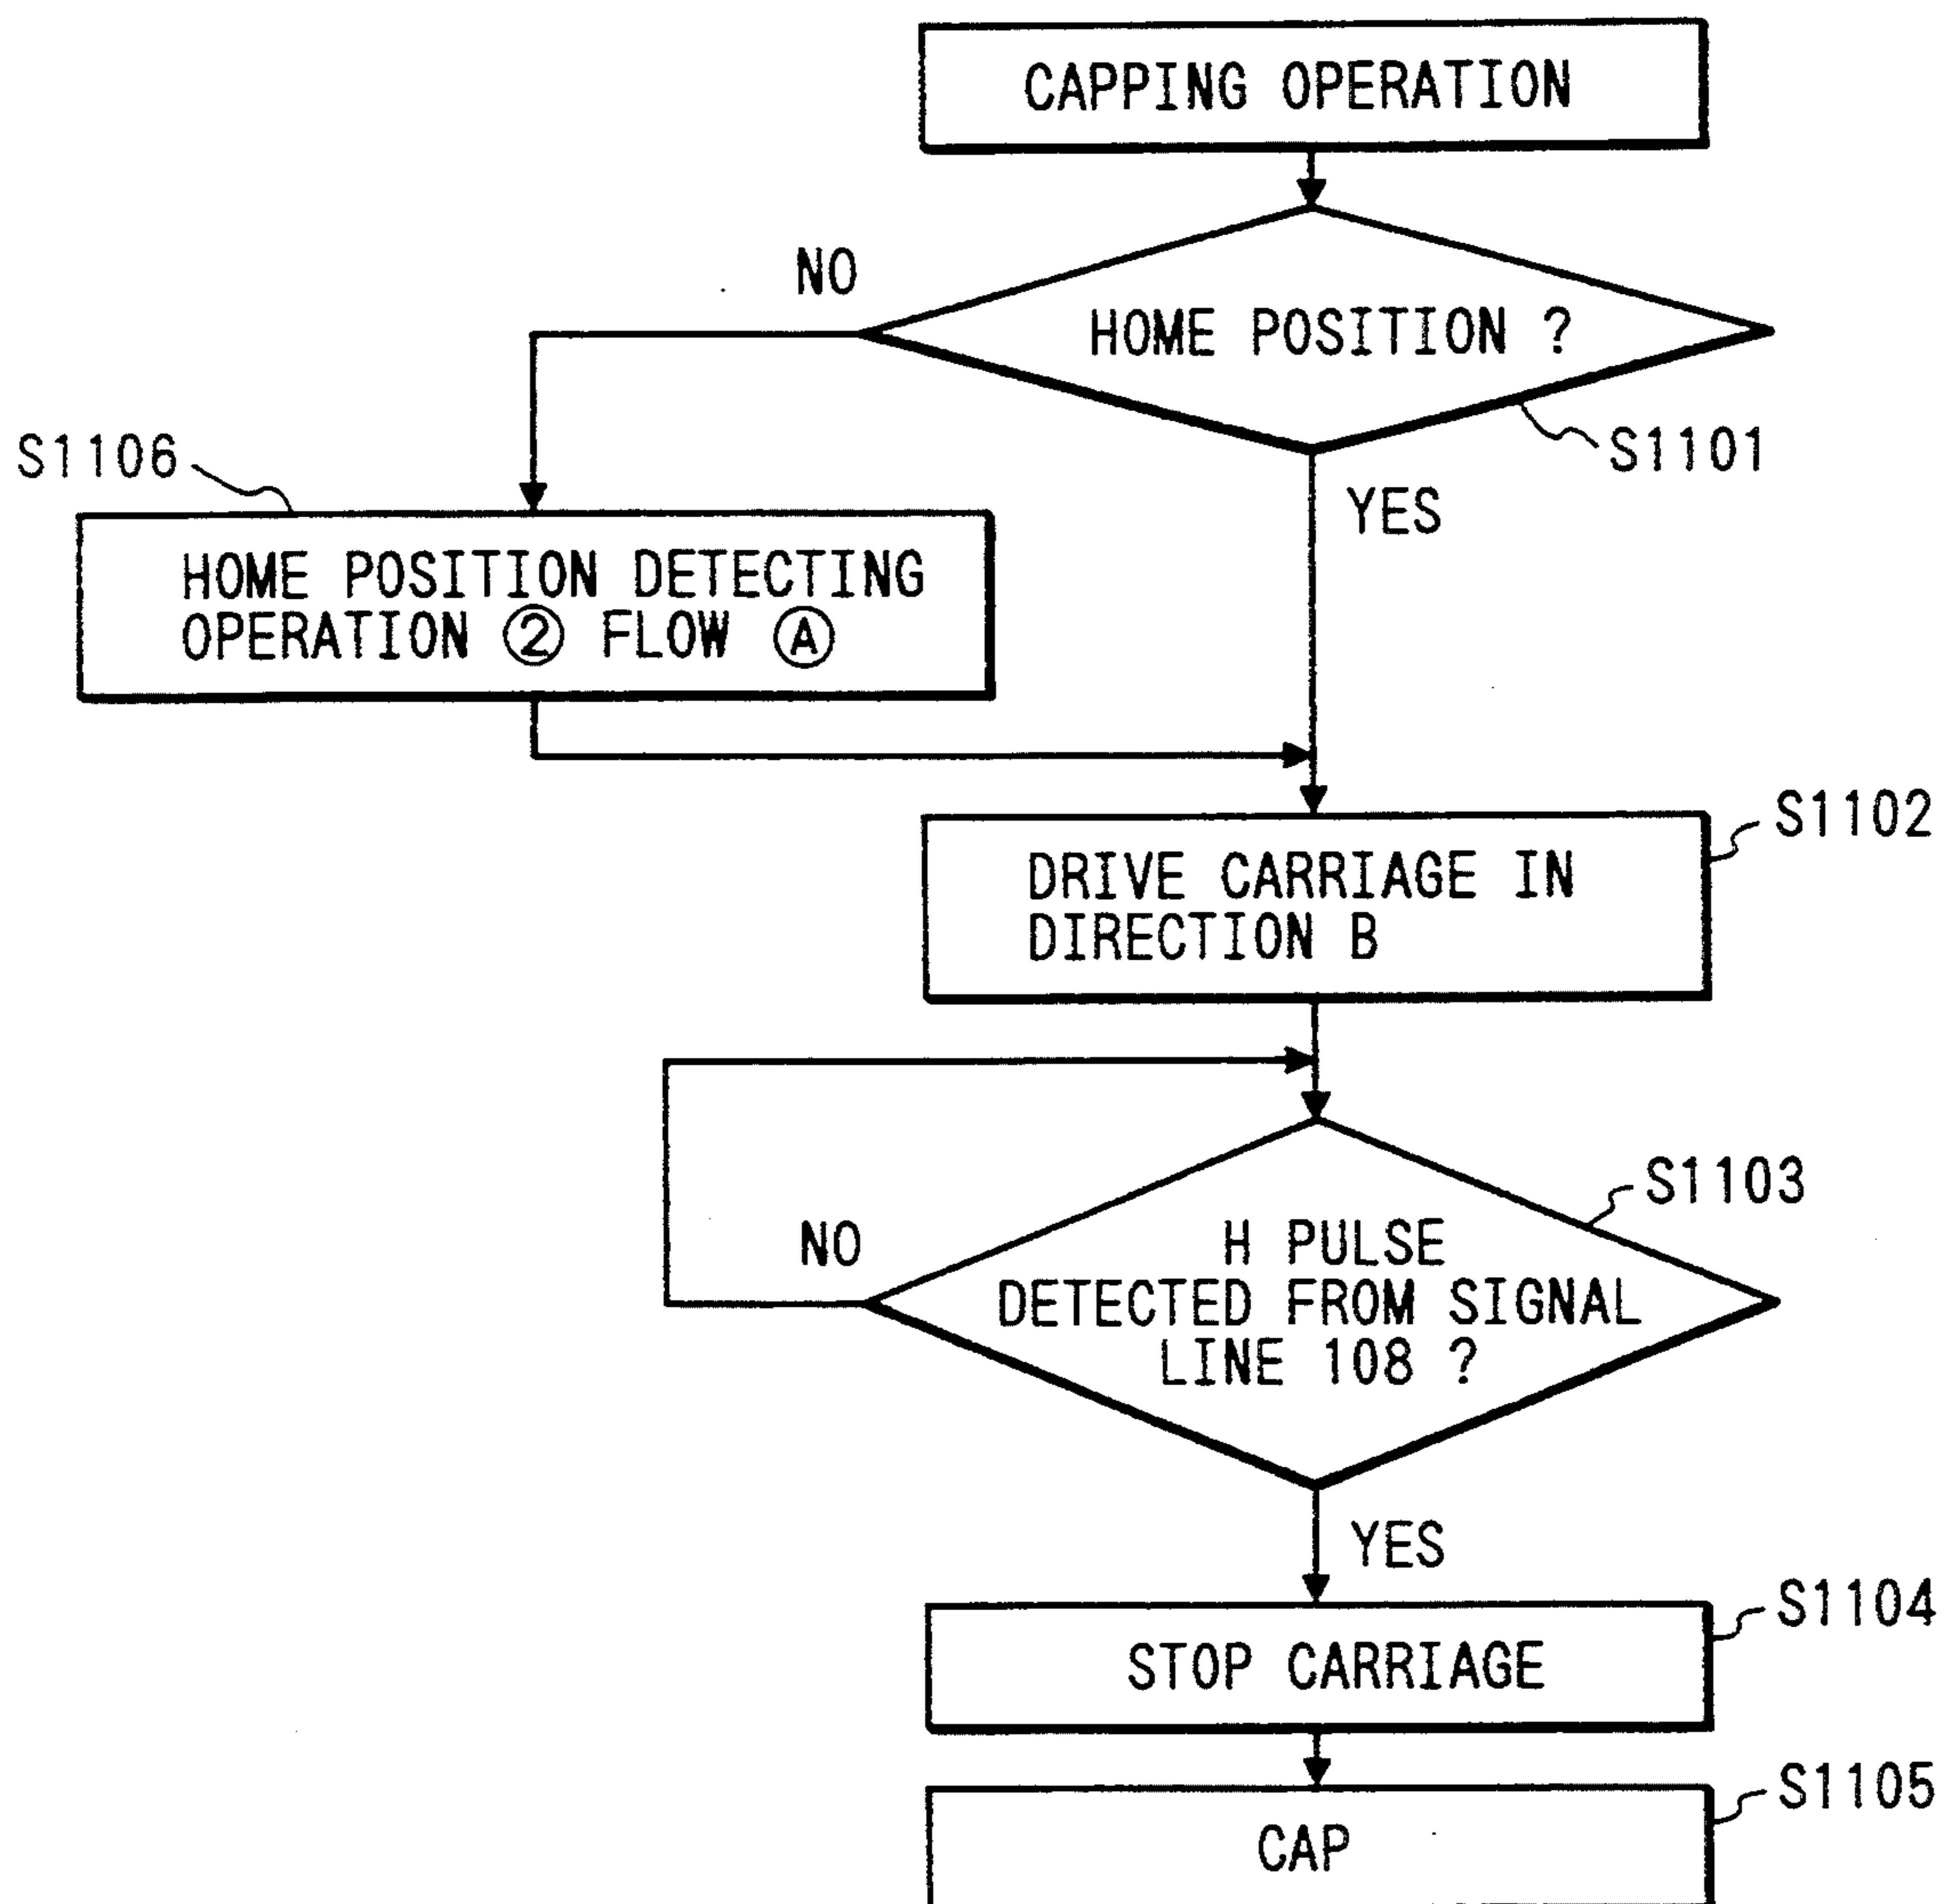 CAPPING OPERATION
NO
HOME POSITION ?
S1101
S1106
YES
HOME POSITION DETECTING
OPERATION ② FLOW Ⓐ
S1102
DRIVE CARRIAGE IN
DIRECTION B
S1103
NO
H PULSE
DETECTED FROM SIGNAL
LINE 108 ?
YES
S1104
STOP CARRIAGE
S1105
CAP